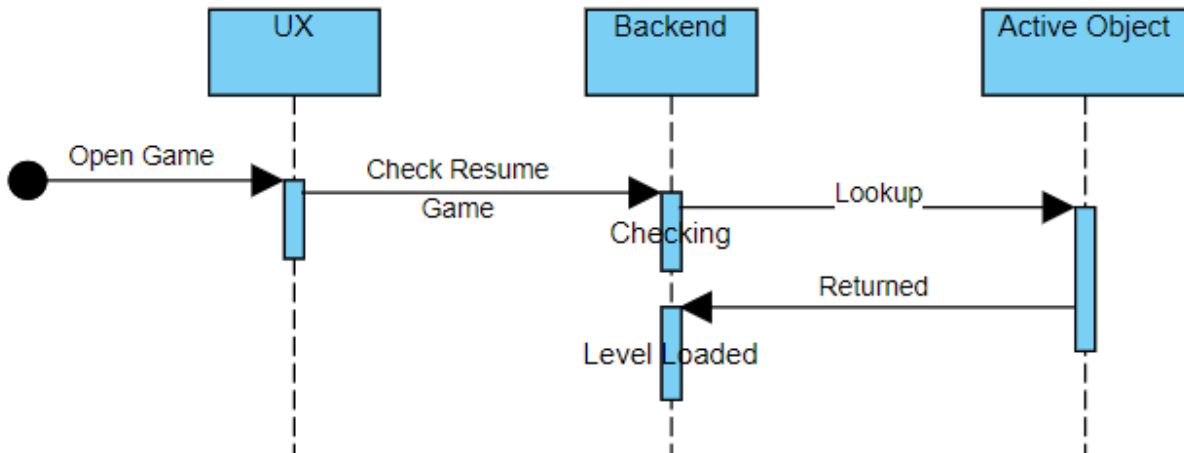 UX
Backend
Active Object
Open Game
Check Resume
Game
Lookup
Checking
Returned
Level Loaded